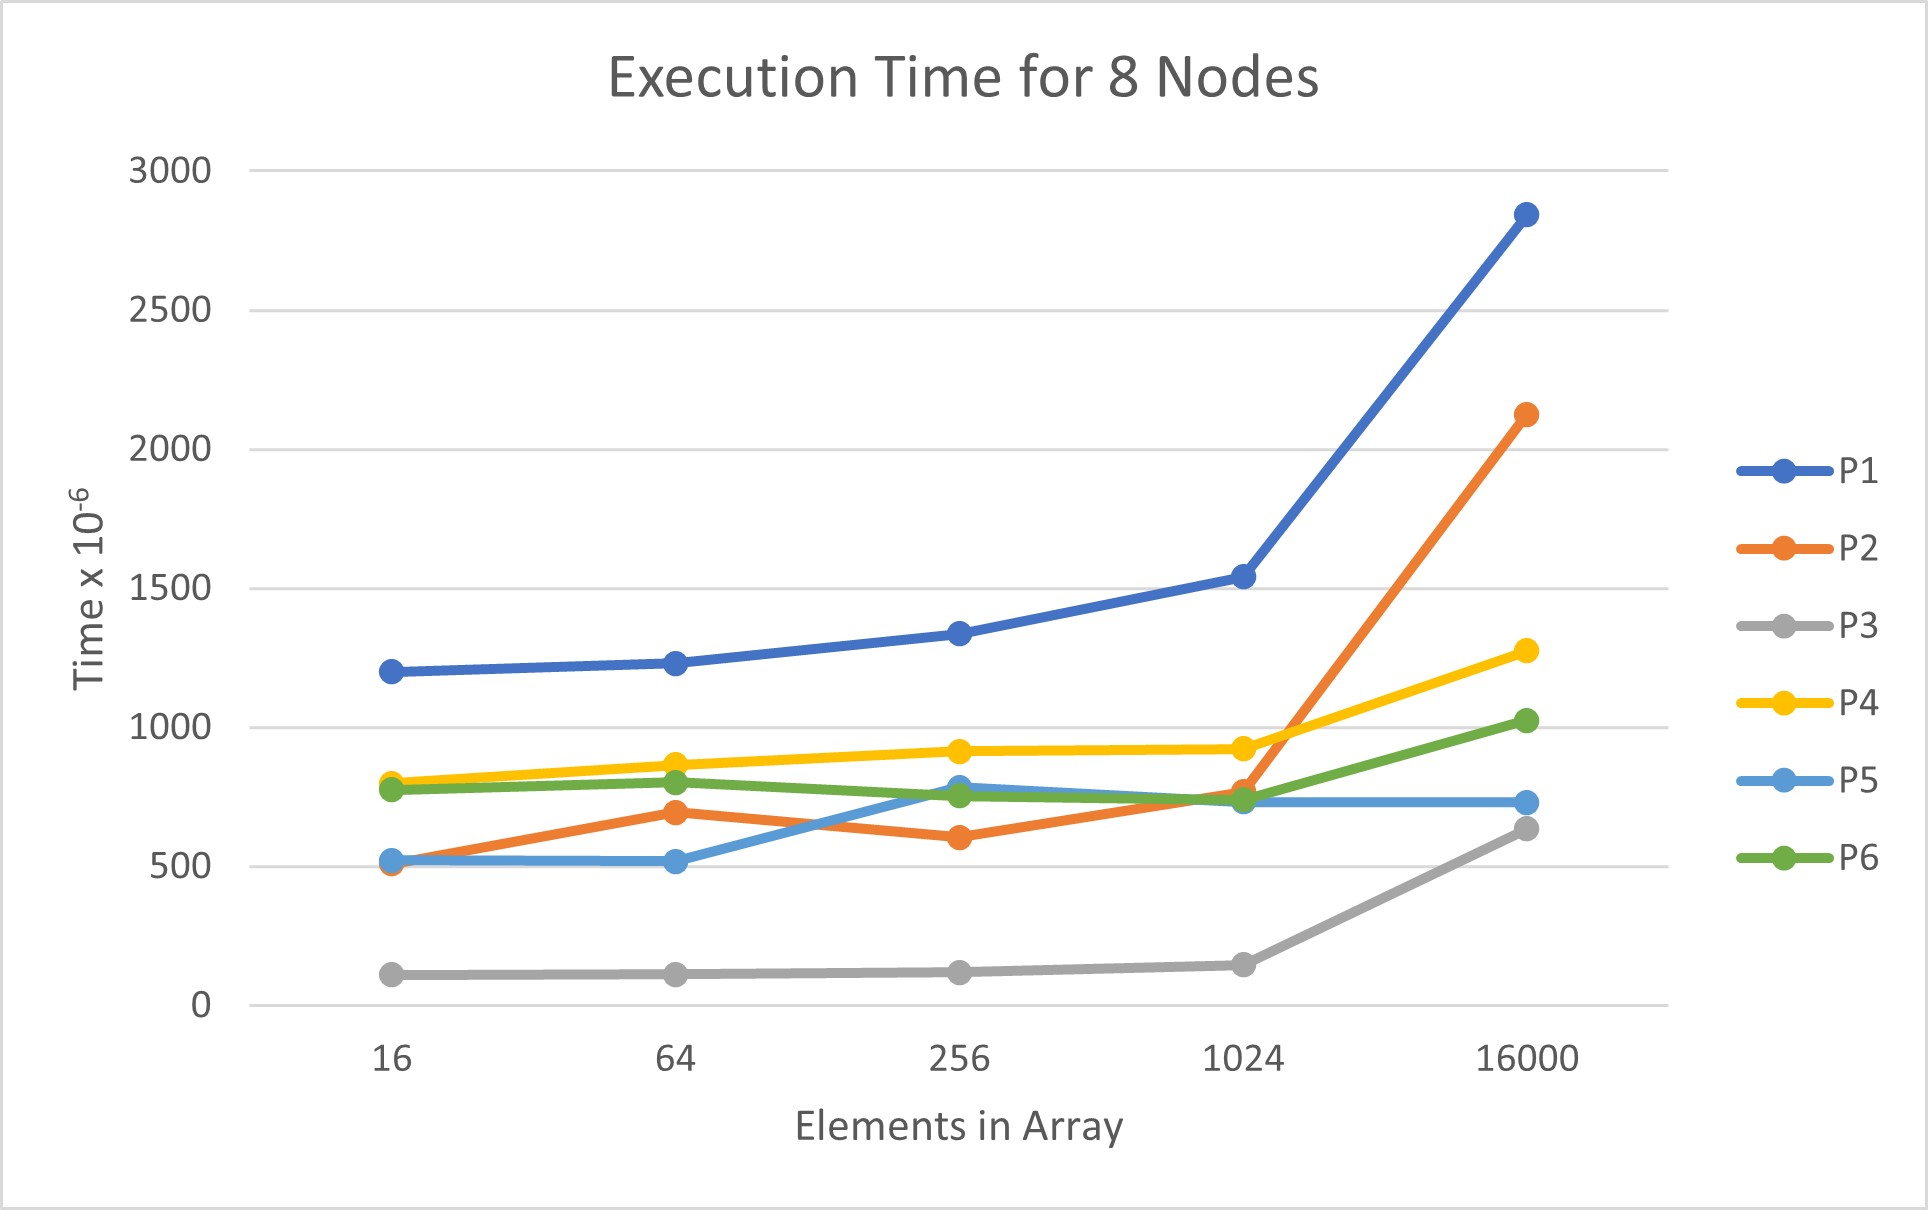 Execution Time for 8 Nodes
3000
2500
2000
1500
1000
500
0
Time x 10⁻⁶
16 64 256 1024 16000
Elements in Array
P1
P2
P3
P4
P5
P6